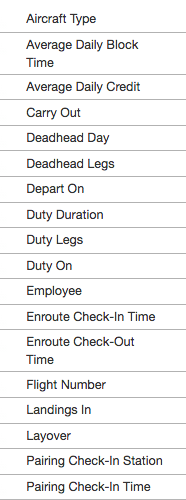 Aircraft Type
Average Daily Block
Time
Average Daily Credit
Carry Out
Deadhead Day
Deadhead Legs
Depart On
Duty Duration
Duty Legs
Duty On
Employee
Enroute Check-In Time
Enroute Check-Out
Time
Flight Number
Landings In
Layover
Pairing Check-In Station
Pairing Check-In Time